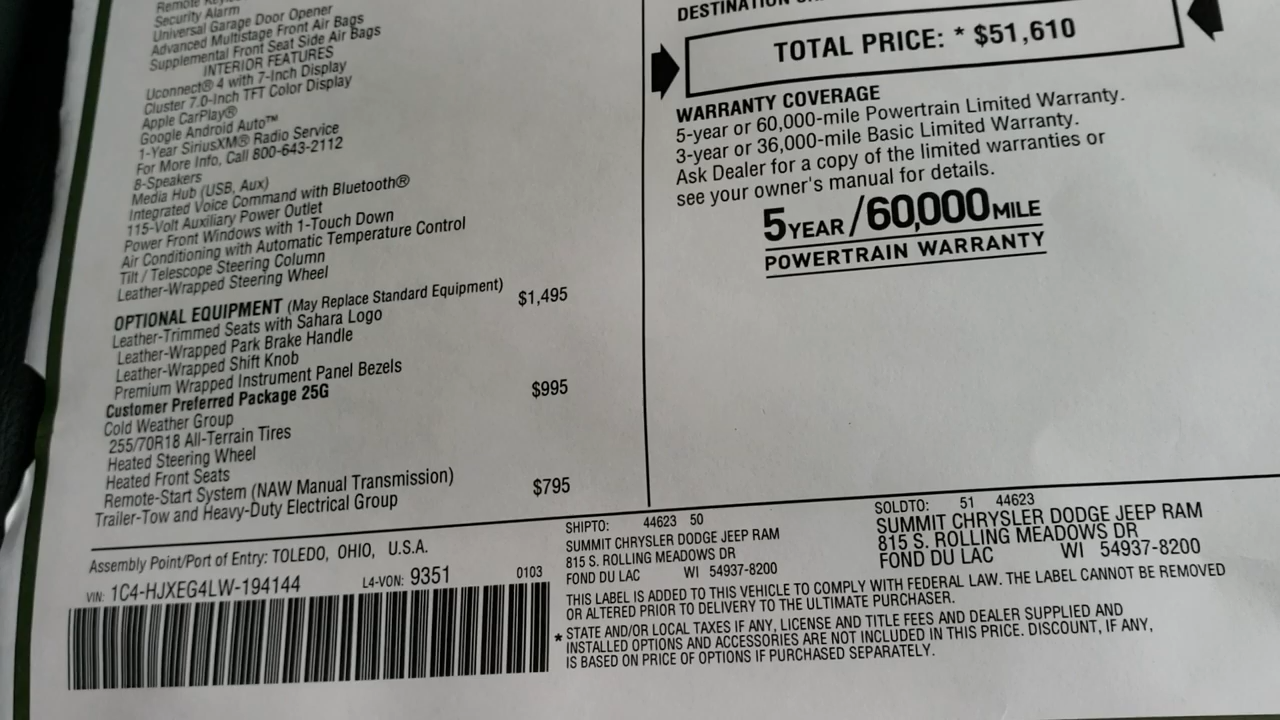 Remote
Security Alarm
Universal Garage Door Opener
Advanced Multistage Front Air Bags
Supplemental Front Seat Side Air Bags
INTERIOR FEATURES
Uconnect® 4 with 7-Inch Display
Cluster 7.0-Inch TFT Color Display
Apple CarPlay®
Google Android Auto™
1-Year SiriusXM® Radio Service
For More Info, Call 800-643-2112
8-Speakers
Media Hub (USB, Aux)
Integrated Voice Command with Bluetooth®
115-Volt Auxiliary Power Outlet
Power Front Windows with 1-Touch Down
Air Conditioning with Automatic Temperature Control
Tilt / Telescope Steering Column
Leather-Wrapped Steering Wheel
OPTIONAL EQUIPMENT (May Replace Standard Equipment)
Leather-Trimmed Seats with Sahara Logo $1,495
Leather-Wrapped Park Brake Handle
Leather-Wrapped Shift Knob
Premium Wrapped Instrument Panel Bezels
Customer Preferred Package 25G
Cold Weather Group $995
255/70R18 All-Terrain Tires
Heated Steering Wheel
Heated Front Seats
Remote-Start System (NAW Manual Transmission)
Trailer-Tow and Heavy-Duty Electrical Group $795
DESTINATION
TOTAL PRICE: * $51,610
WARRANTY COVERAGE
5-year or 60,000-mile Powertrain Limited Warranty.
3-year or 36,000-mile Basic Limited Warranty.
Ask Dealer for a copy of the limited warranties or
see your owner's manual for details.
5 YEAR / 60,000 MILE
POWERTRAIN WARRANTY
Assembly Point/Port of Entry: TOLEDO, OHIO, U.S.A.
VIN: 1C4-HJXEG4LW-194144 L4-VON: 9351 0103
SHIPTO: 44623 50
SUMMIT CHRYSLER DODGE JEEP RAM
815 S. ROLLING MEADOWS DR
FOND DU LAC WI 54937-8200
SOLDTO: 51 44623
SUMMIT CHRYSLER DODGE JEEP RAM
815 S. ROLLING MEADOWS DR
FOND DU LAC WI 54937-8200
THIS LABEL IS ADDED TO THIS VEHICLE TO COMPLY WITH FEDERAL LAW. THE LABEL CANNOT BE REMOVED
OR ALTERED PRIOR TO DELIVERY TO THE ULTIMATE PURCHASER.
* STATE AND/OR LOCAL TAXES IF ANY, LICENSE AND TITLE FEES AND DEALER SUPPLIED AND
INSTALLED OPTIONS AND ACCESSORIES ARE NOT INCLUDED IN THIS PRICE. DISCOUNT, IF ANY,
IS BASED ON PRICE OF OPTIONS IF PURCHASED SEPARATELY.